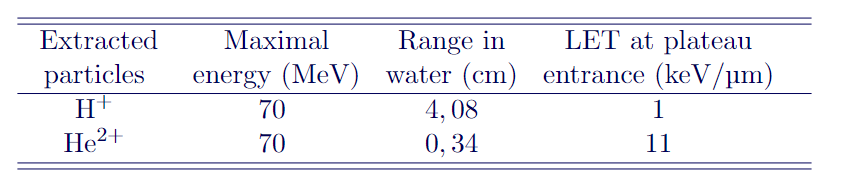 Extracted Maximal Range in LET at plateau
particles energy (MeV) water (cm) entrance (keV/µm)
H⁺ 70 4,08 1
He²⁺ 70 0,34 11